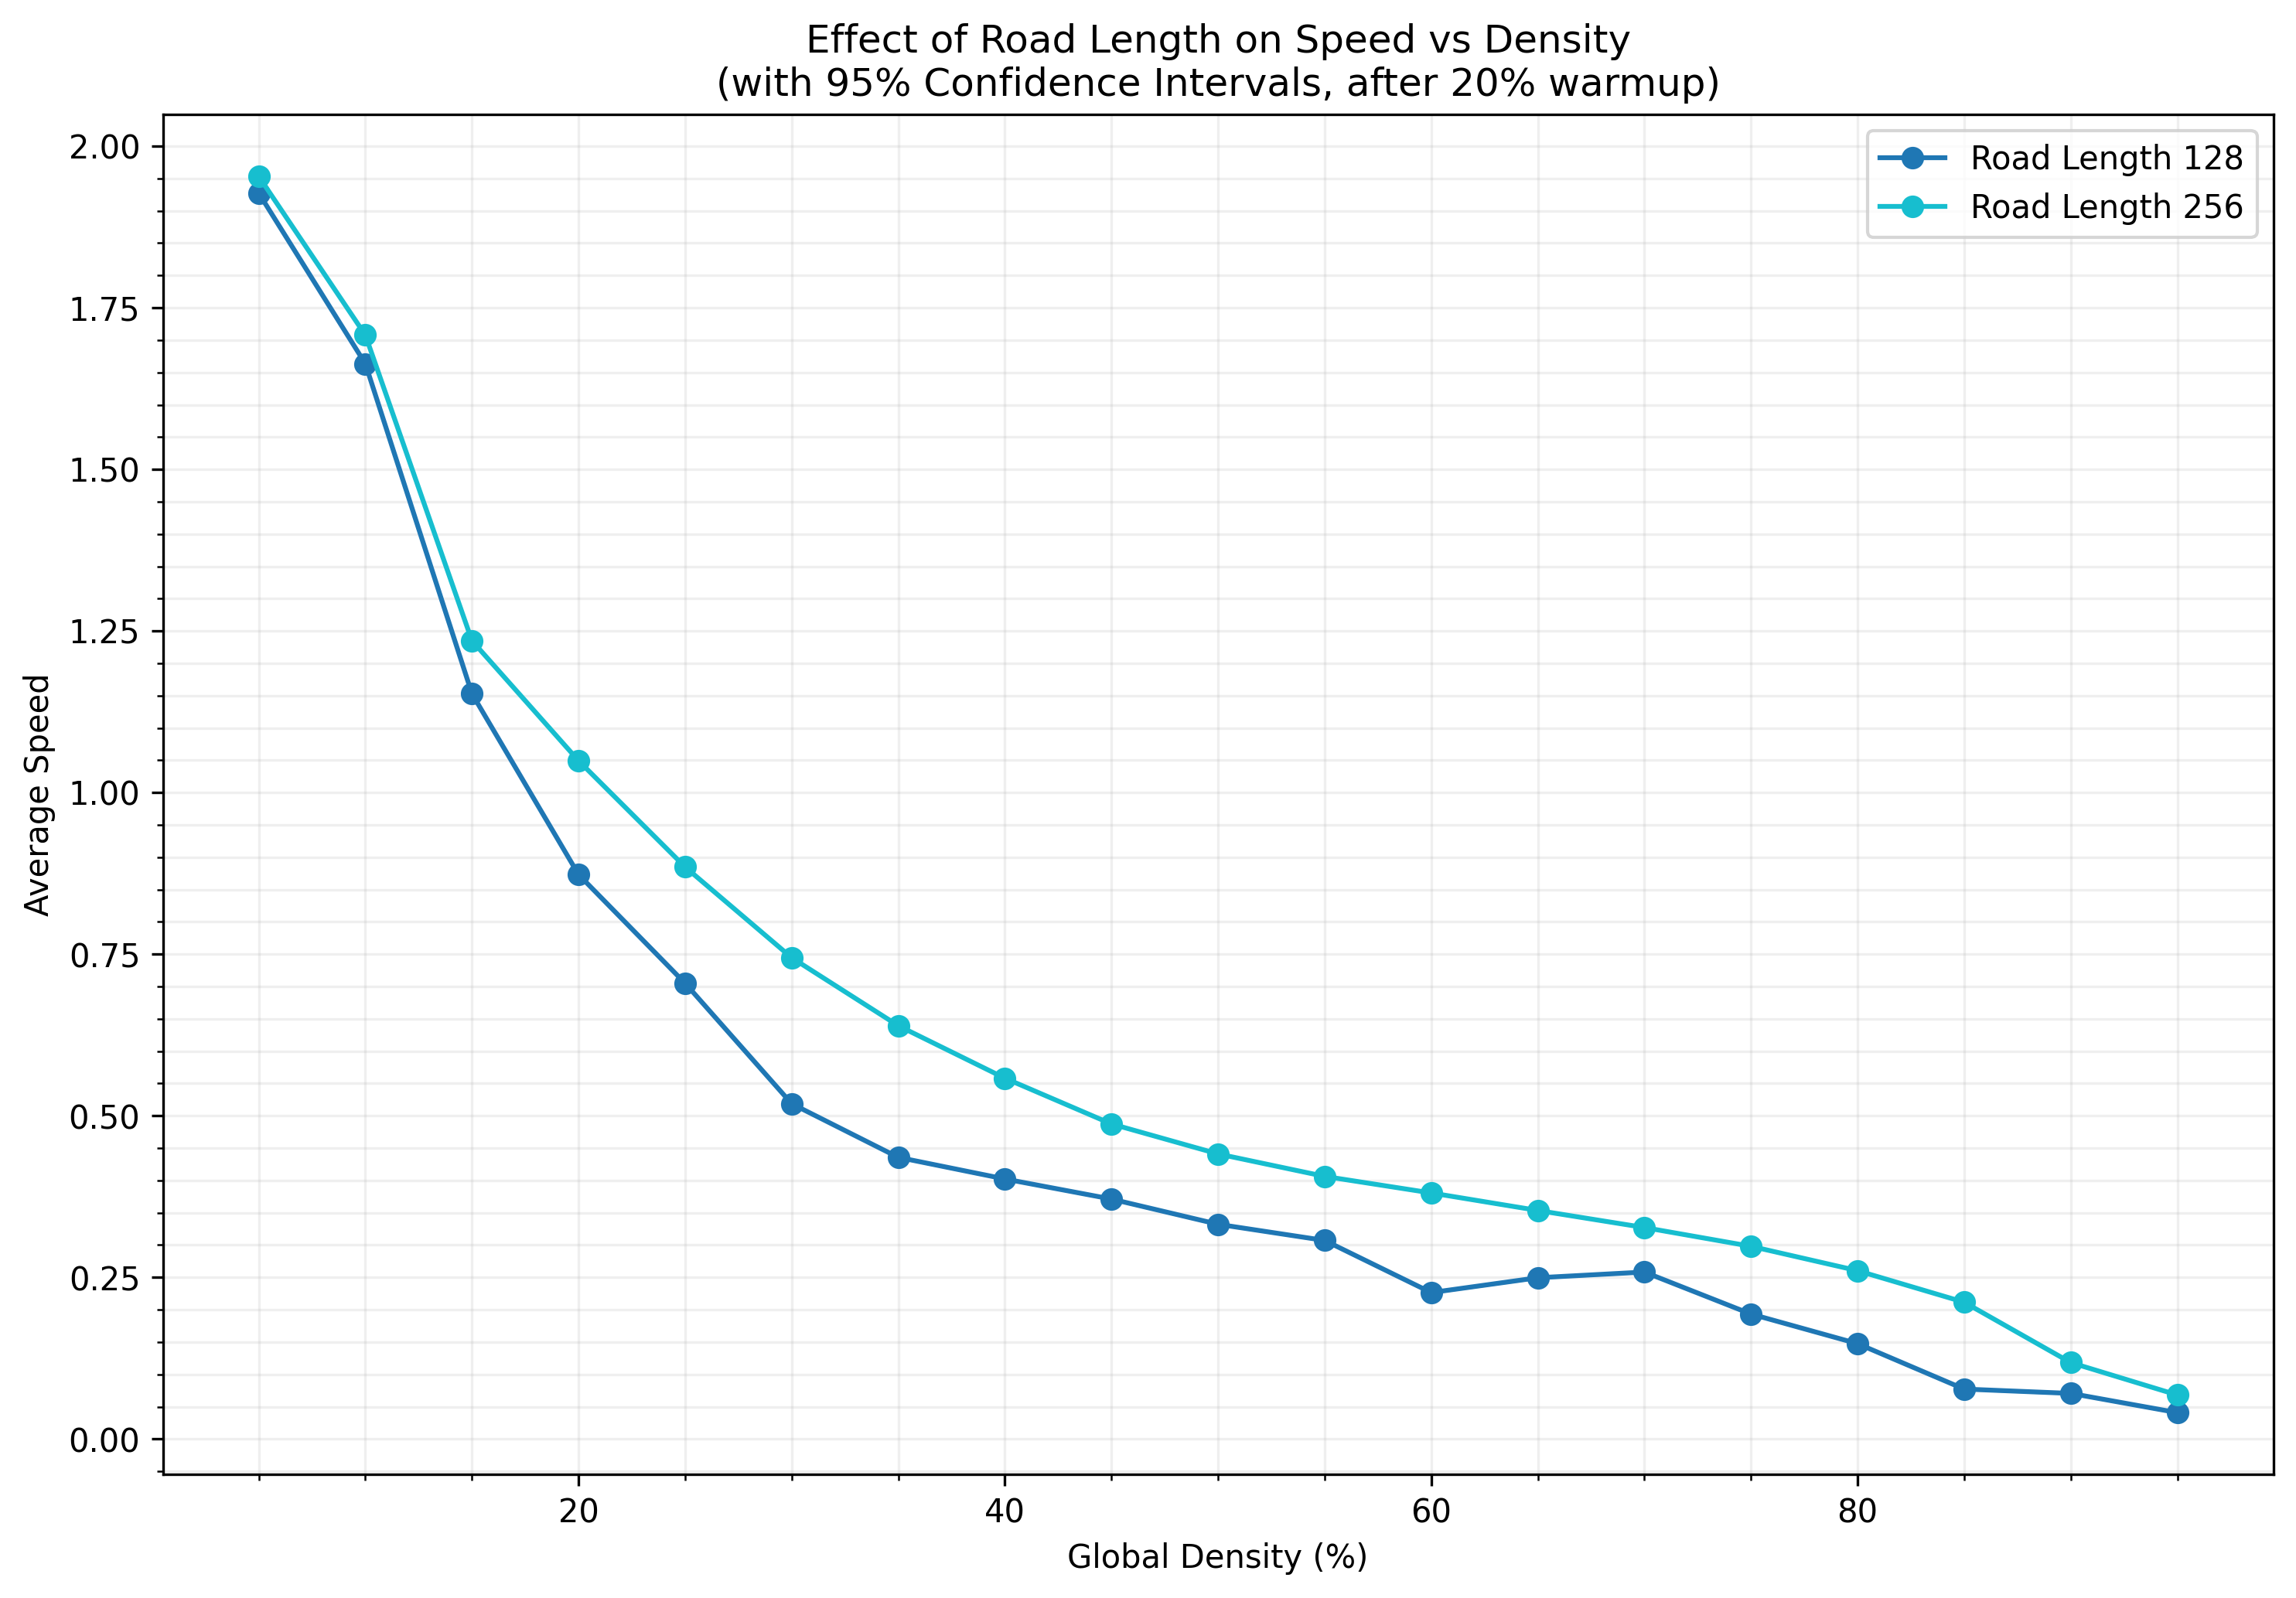 Effect of Road Length on Speed vs Density
(with 95% Confidence Intervals, after 20% warmup)
Road Length 128
Road Length 256
2.00
1.75
1.50
1.25
1.00
0.75
0.50
0.25
0.00
Average Speed
20
40
60
80
Global Density (%)